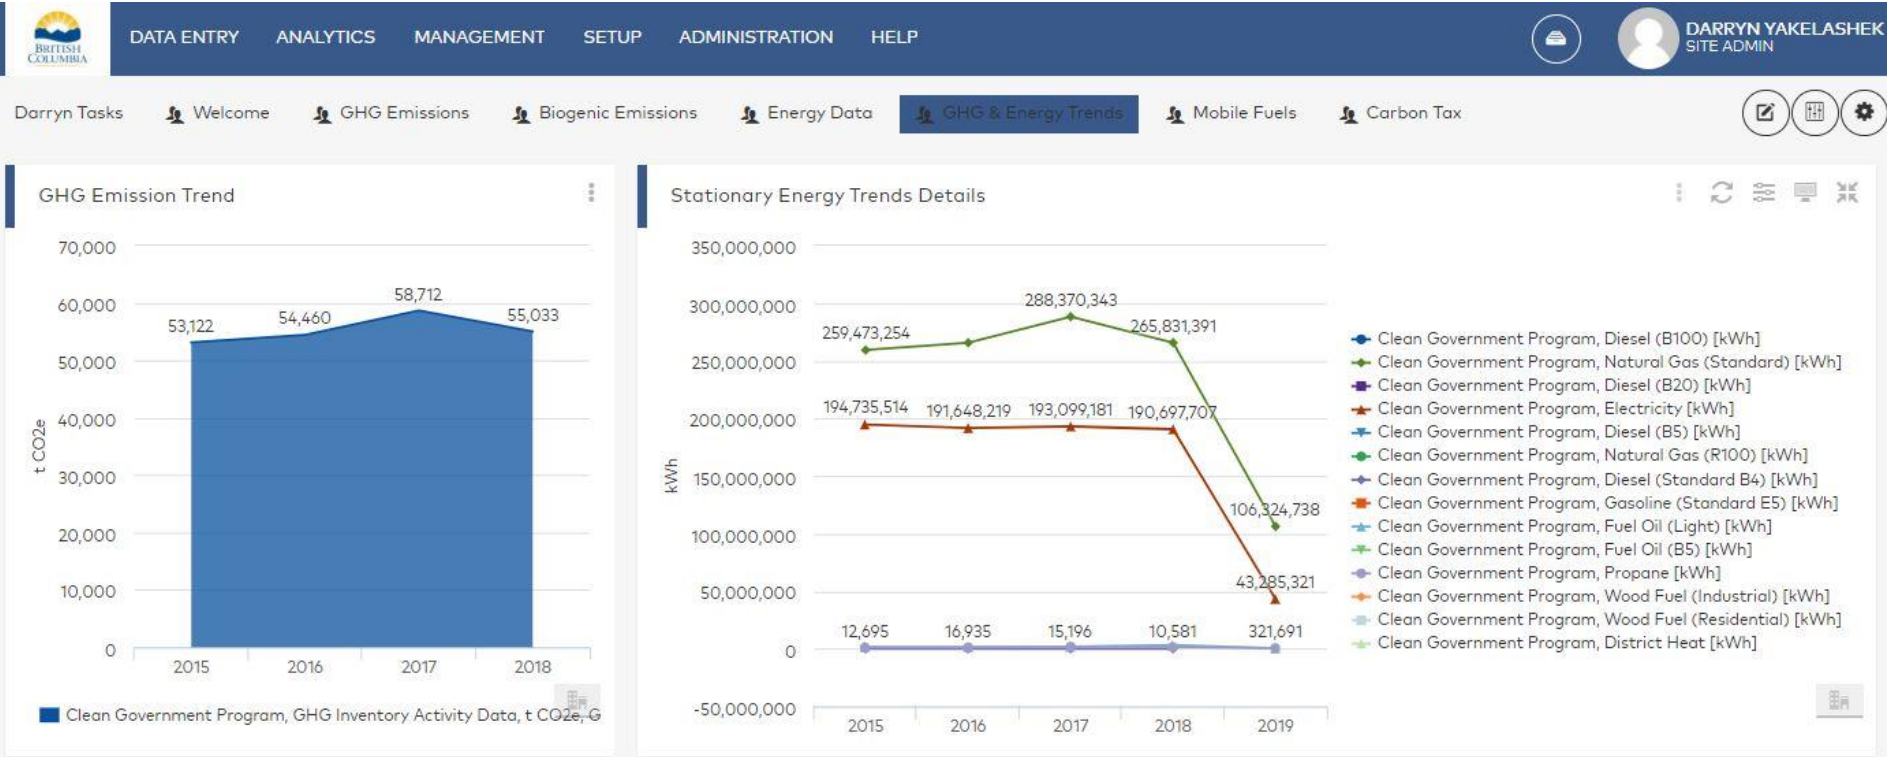 BRITISH
COLUMBIA
DATA ENTRY ANALYTICS MANAGEMENT SETUP ADMINISTRATION HELP
DARRYN YAKELASHEK
SITE ADMIN
Darryn Tasks Welcome GHG Emissions Biogenic Emissions Energy Data GHG & Energy Trends Mobile Fuels Carbon Tax
GHG Emission Trend
70,000
60,000
50,000
40,000
30,000
20,000
10,000
0
t CO2e
53,122
54,460
58,712
55,033
2015 2016 2017 2018
Clean Government Program, GHG Inventory Activity Data, t CO2e, G
Stationary Energy Trends Details
350,000,000
300,000,000
250,000,000
200,000,000
150,000,000
100,000,000
50,000,000
0
-50,000,000
kWh
259,473,254
288,370,343
265,831,391
106,324,738
194,735,514 191,648,219 193,099,181 190,697,707
43,285,321
12,695 16,935 15,196 10,581 321,691
2015 2016 2017 2018 2019
Clean Government Program, Diesel (B100) [kWh]
Clean Government Program, Natural Gas (Standard) [kWh]
Clean Government Program, Diesel (B20) [kWh]
Clean Government Program, Electricity [kWh]
Clean Government Program, Diesel (B5) [kWh]
Clean Government Program, Natural Gas (R100) [kWh]
Clean Government Program, Diesel (Standard B4) [kWh]
Clean Government Program, Gasoline (Standard E5) [kWh]
Clean Government Program, Fuel Oil (Light) [kWh]
Clean Government Program, Fuel Oil (B5) [kWh]
Clean Government Program, Propane [kWh]
Clean Government Program, Wood Fuel (Industrial) [kWh]
Clean Government Program, Wood Fuel (Residential) [kWh]
Clean Government Program, District Heat [kWh]